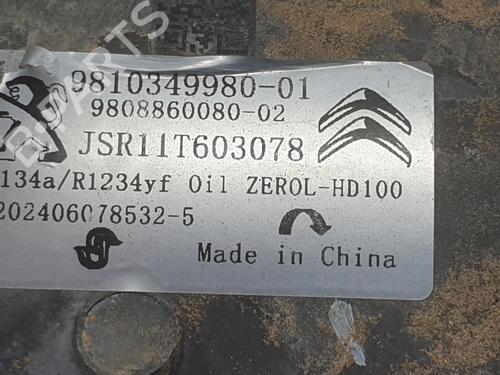 9810349980-01
9808860080-02
JSR11T603078
134a/R1234yf Oil ZEROL-HD100
202406078532-5
Made in China